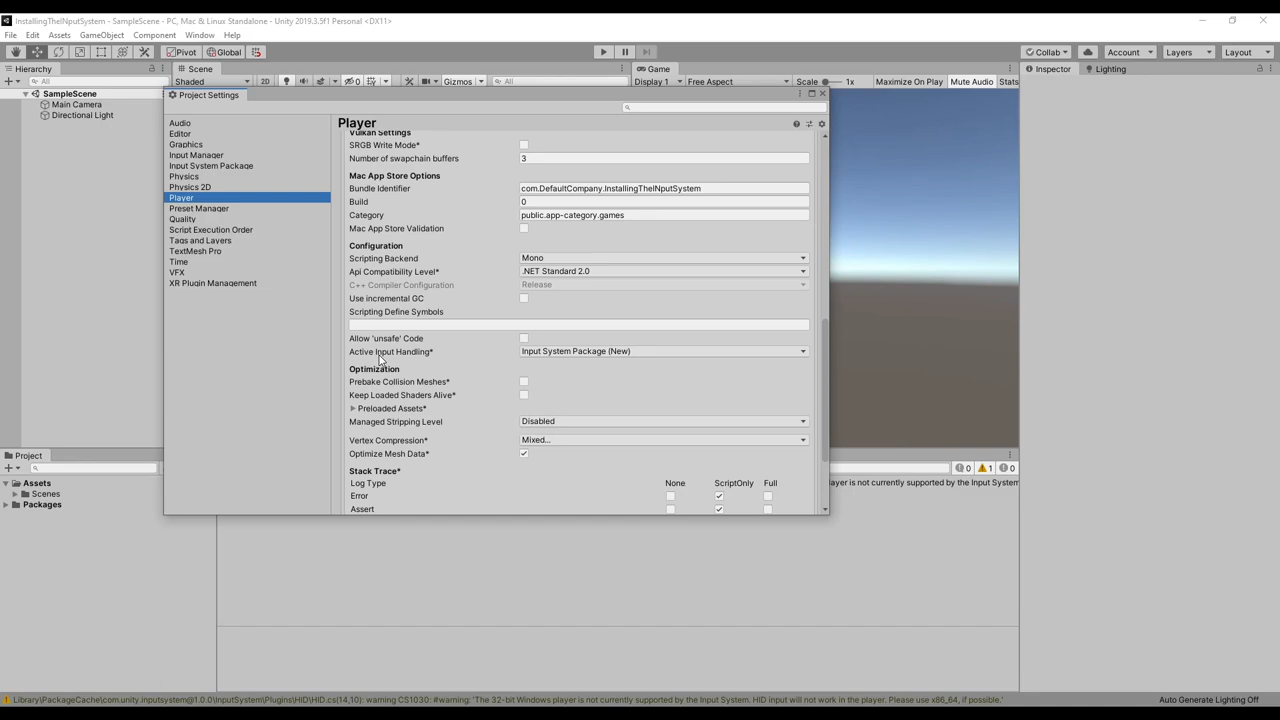 InstallingTheINputSystem - SampleScene - PC, Mac & Linux Standalone - Unity 2019.3.5f1 Personal <DX11>
File Edit Assets GameObject Component Window Help
Pivot Global Collab Account Layers Layout
Hierarchy Scene Game Inspector Lighting
All Shaded 2D 0 Gizmos All Display 1 Free Aspect Scale 1x Maximize On Play Mute Audio Stats
SampleScene
Main Camera
Directional Light
Project Settings
Audio
Editor
Graphics
Input Manager
Input System Package
Physics
Physics 2D
Player
Preset Manager
Quality
Script Execution Order
Tags and Layers
TextMesh Pro
Time
VFX
XR Plugin Management
Player
Vulkan Settings
SRGB Write Mode*
Number of swapchain buffers 3
Mac App Store Options
Bundle Identifier com.DefaultCompany.InstallingTheINputSystem
Build 0
Category public.app-category.games
Mac App Store Validation
Configuration
Scripting Backend Mono
Api Compatibility Level* .NET Standard 2.0
C++ Compiler Configuration Release
Use incremental GC
Scripting Define Symbols
Allow 'unsafe' Code
Active Input Handling* Input System Package (New)
Optimization
Prebake Collision Meshes*
Keep Loaded Shaders Alive*
Preloaded Assets*
Managed Stripping Level Disabled
Vertex Compression* Mixed...
Optimize Mesh Data*
Stack Trace*
Log Type None ScriptOnly Full
Error
Assert
Project
Assets
Scenes
Packages
0 1 0
layer is not currently supported by the Input System
Library\PackageCache\com.unity.inputsystem@1.0.0\InputSystem\Plugins\HID\HID.cs(14,10): warning CS1030: #warning: 'The 32-bit Windows player is not currently supported by the Input System. HID input will not work in the player. Please use x86_64, if possible.'
Auto Generate Lighting Off